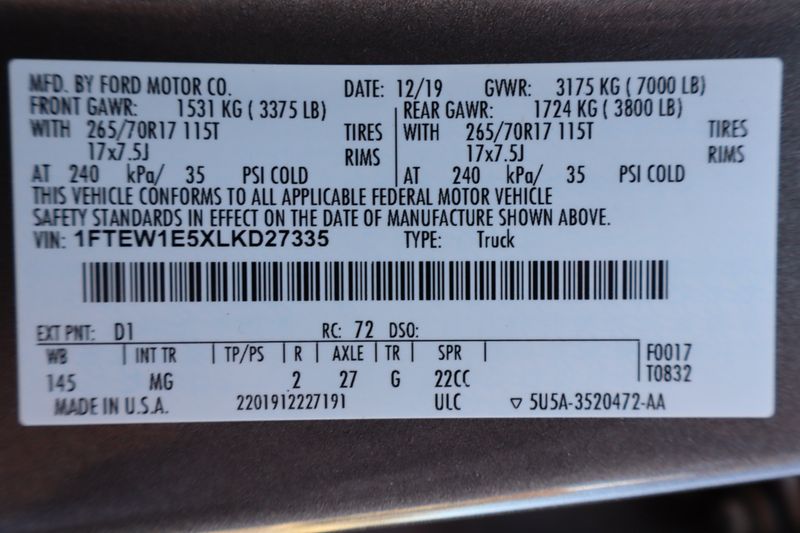 MFD. BY FORD MOTOR CO. DATE: 12/19 GVWR: 3175 KG ( 7000 LB)
FRONT GAWR: 1531 KG ( 3375 LB) REAR GAWR: 1724 KG ( 3800 LB)
WITH 265/70R17 115T TIRES WITH 265/70R17 115T TIRES
17x7.5J RIMS 17x7.5J RIMS
AT 240 kPa/ 35 PSI COLD AT 240 kPa/ 35 PSI COLD
THIS VEHICLE CONFORMS TO ALL APPLICABLE FEDERAL MOTOR VEHICLE
SAFETY STANDARDS IN EFFECT ON THE DATE OF MANUFACTURE SHOWN ABOVE.
VIN: 1FTEW1E5XLKD27335 TYPE: Truck
EXT PNT: D1 RC: 72 DSO:
WB INT TR TP/PS R AXLE TR SPR F0017
145 MG 2 27 G 22CC T0832
MADE IN U.S.A. 2201912227191 ULC ▽ 5U5A-3520472-AA